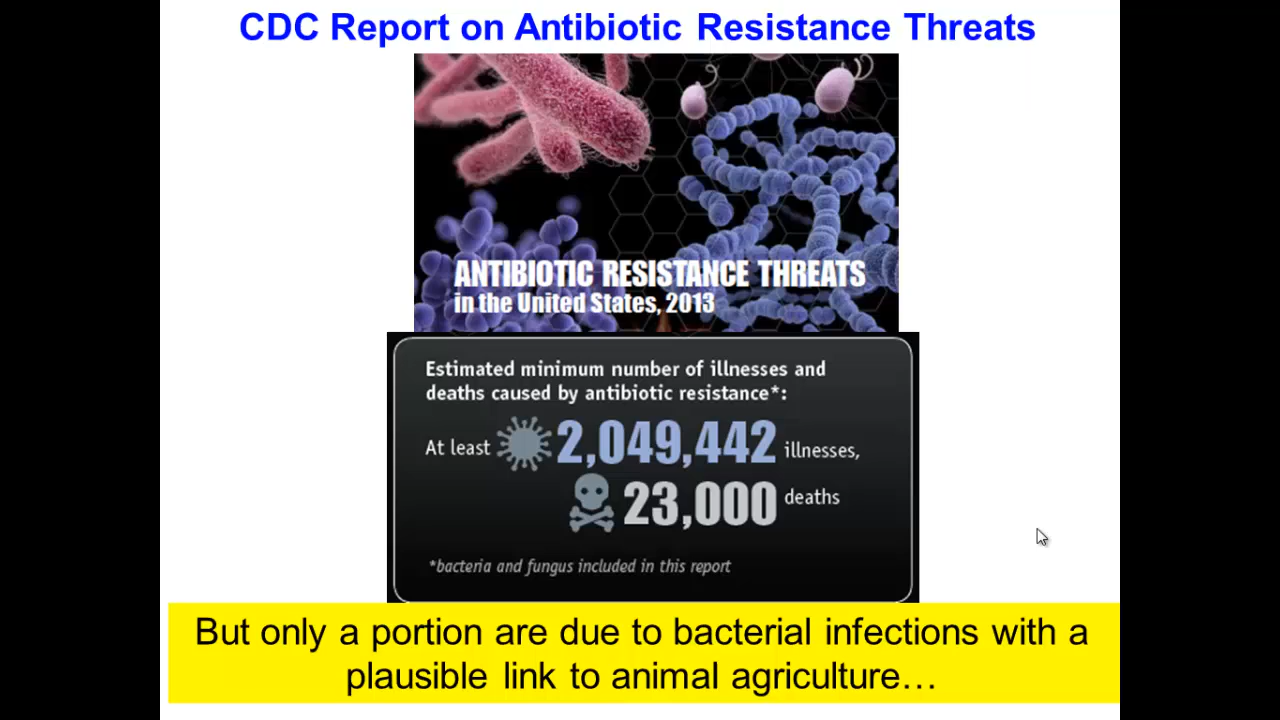 CDC Report on Antibiotic Resistance Threats
ANTIBIOTIC RESISTANCE THREATS
in the United States, 2013
Estimated minimum number of illnesses and
deaths caused by antibiotic resistance*:
At least 2,049,442 illnesses,
23,000 deaths
*bacteria and fungus included in this report
But only a portion are due to bacterial infections with a
plausible link to animal agriculture…